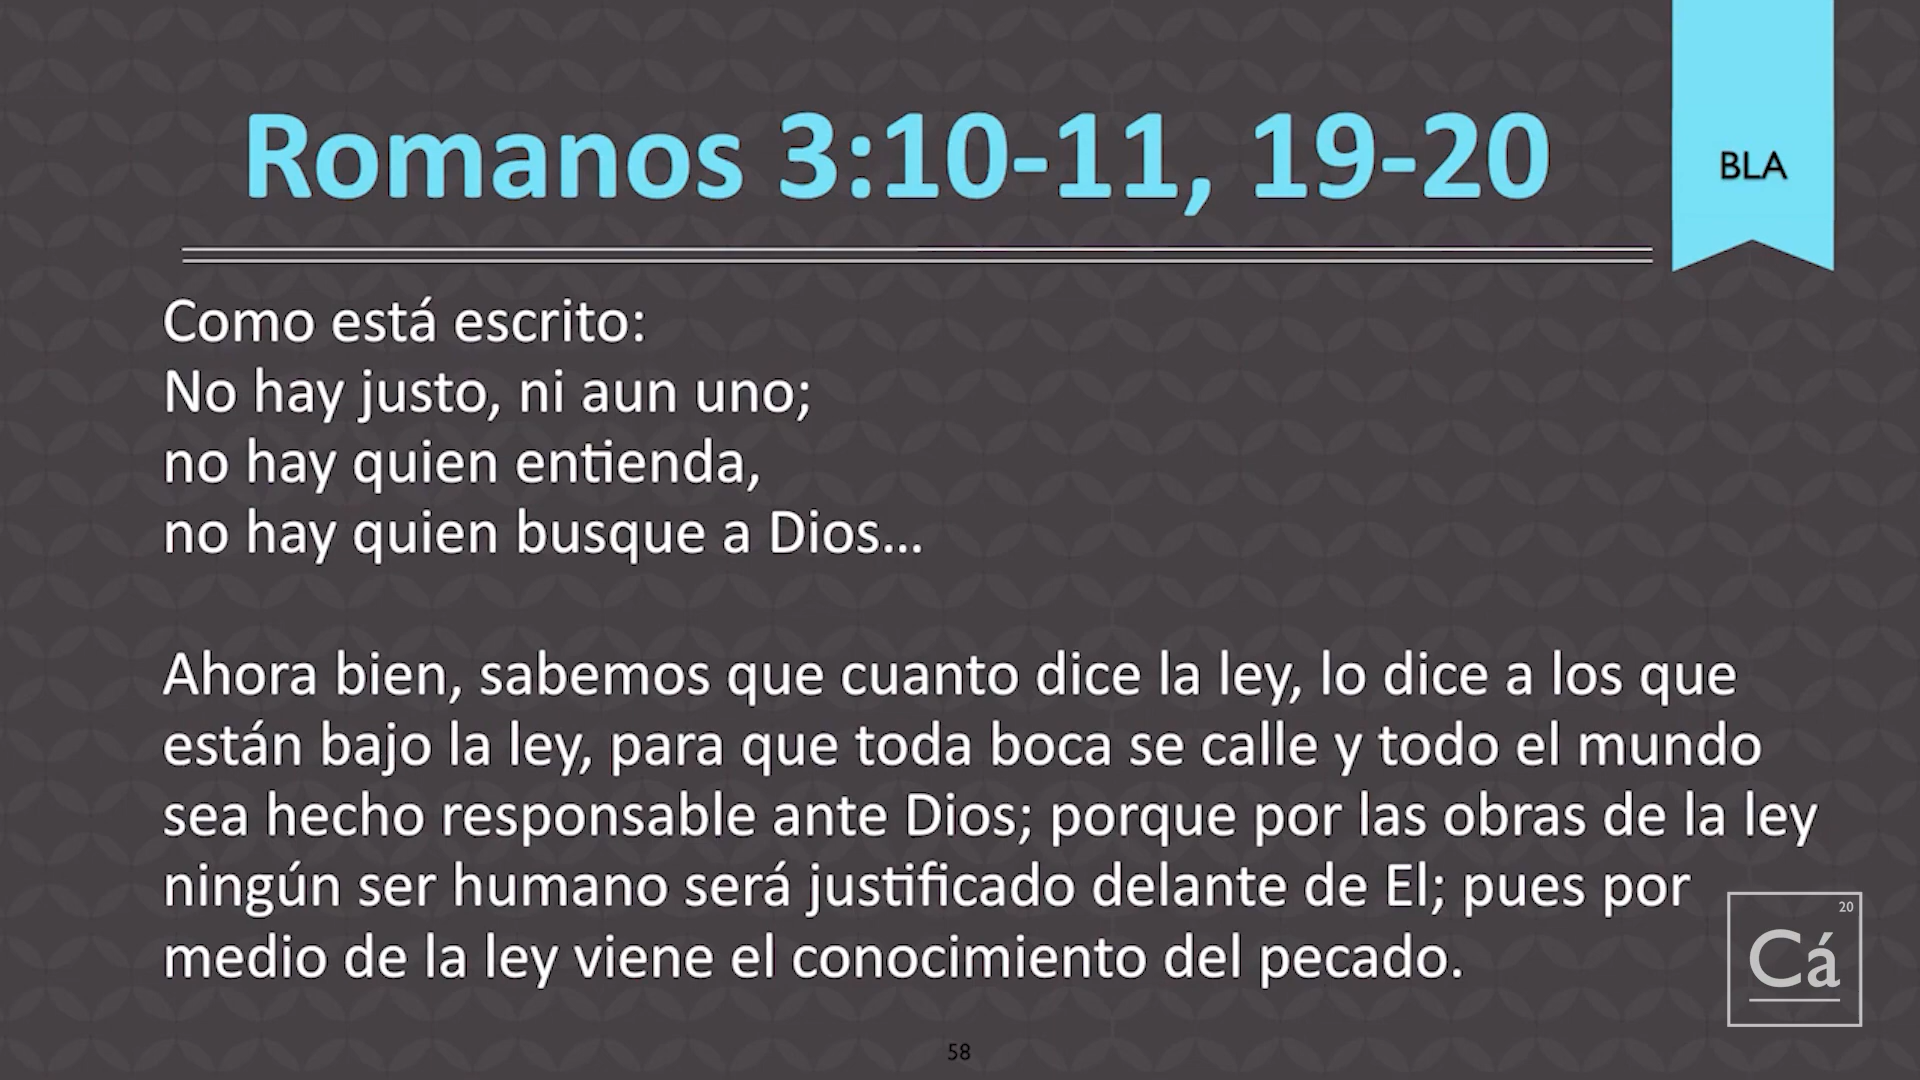 Romanos 3:10-11, 19-20
BLA
Como está escrito:
No hay justo, ni aun uno;
no hay quien entienda,
no hay quien busque a Dios...
Ahora bien, sabemos que cuanto dice la ley, lo dice a los que
están bajo la ley, para que toda boca se calle y todo el mundo
sea hecho responsable ante Dios; porque por las obras de la ley
ningún ser humano será justificado delante de El; pues por
medio de la ley viene el conocimiento del pecado.
20
Cá
58